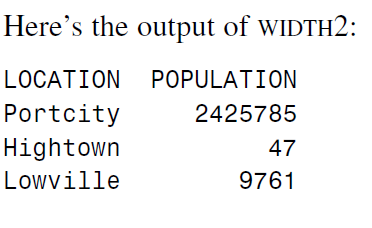 Here’s the output of WIDTH2:
LOCATION POPULATION
Portcity 2425785
Hightown 47
Lowville 9761